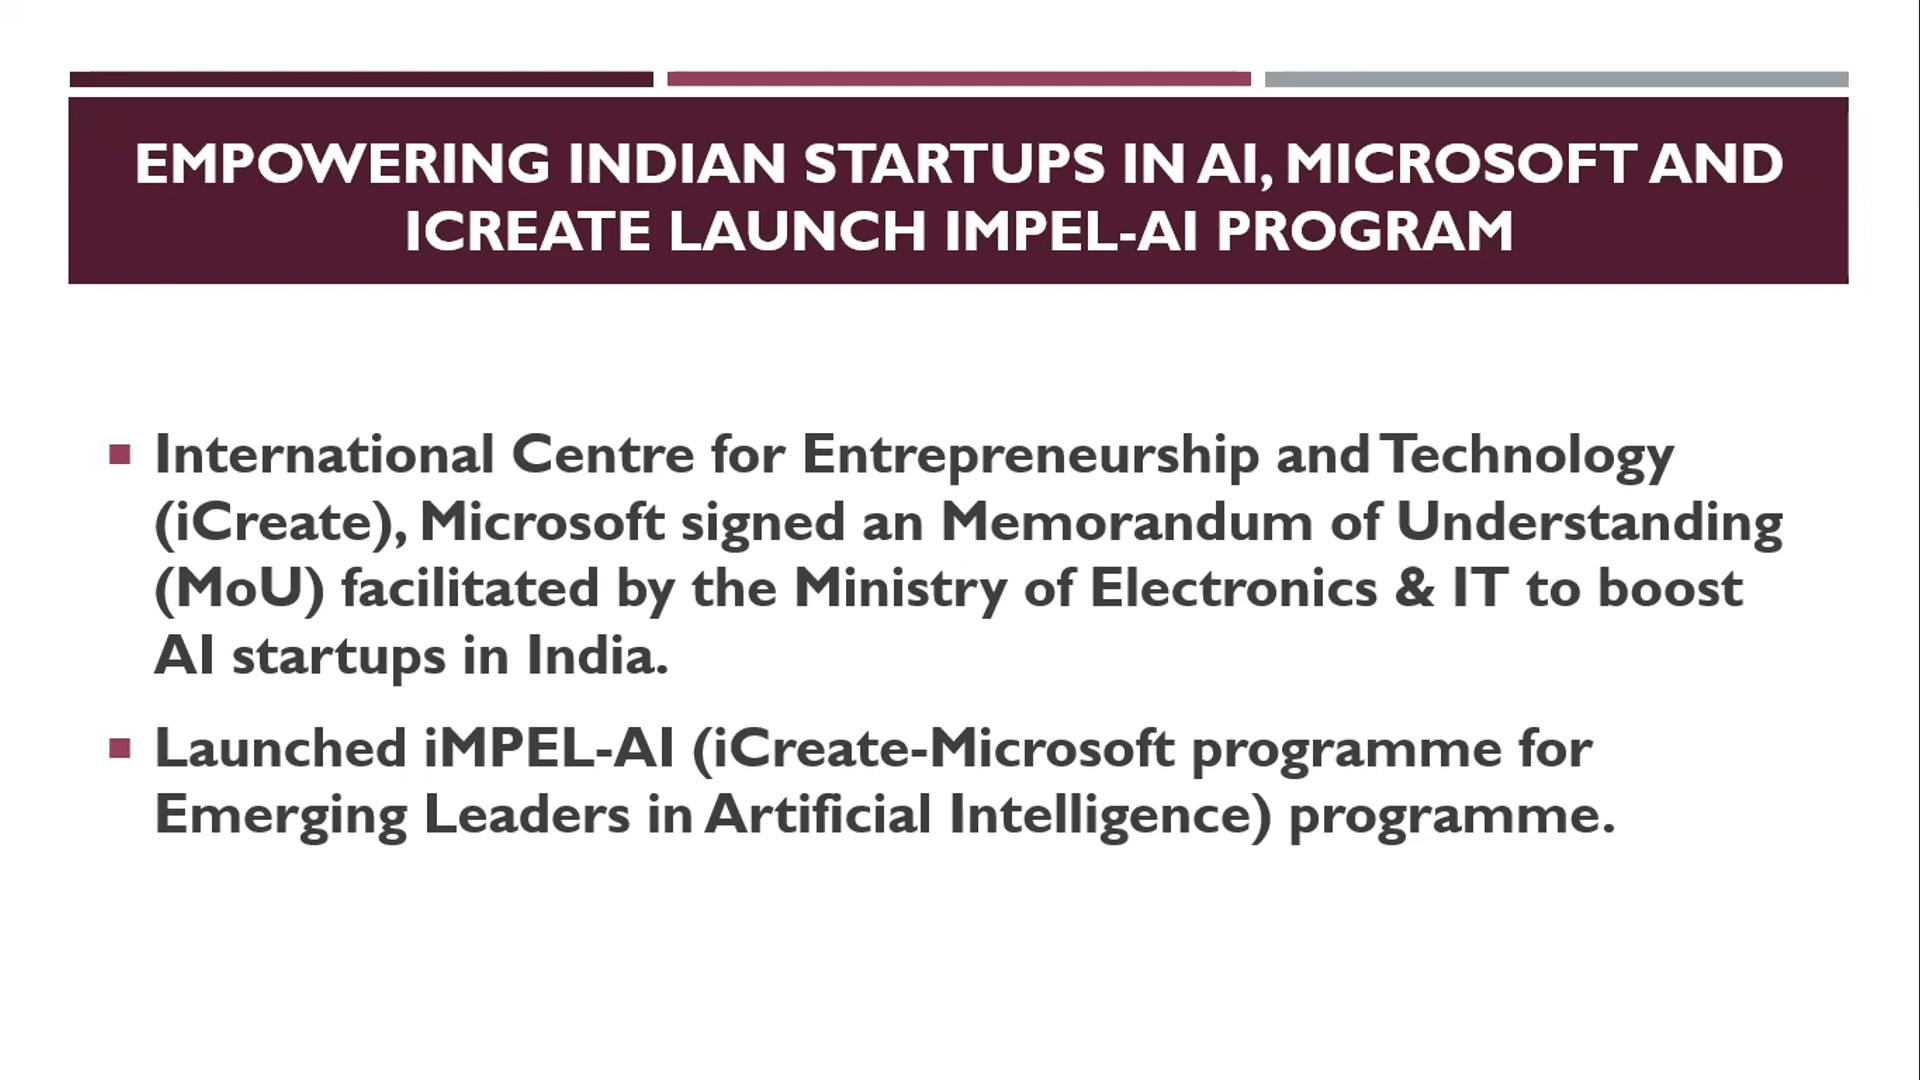 EMPOWERING INDIAN STARTUPS IN AI, MICROSOFT AND
ICREATE LAUNCH IMPEL-AI PROGRAM
International Centre for Entrepreneurship and Technology
(iCreate), Microsoft signed an Memorandum of Understanding
(MoU) facilitated by the Ministry of Electronics & IT to boost
AI startups in India.
Launched iMPEL-AI (iCreate-Microsoft programme for
Emerging Leaders in Artificial Intelligence) programme.